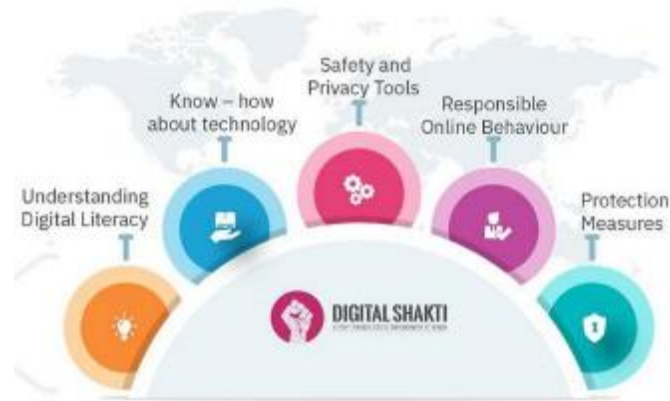 Safety and
Privacy Tools
Know – how
about technology
Responsible
Online Behaviour
Understanding
Digital Literacy
Protection
Measures
DIGITAL SHAKTI